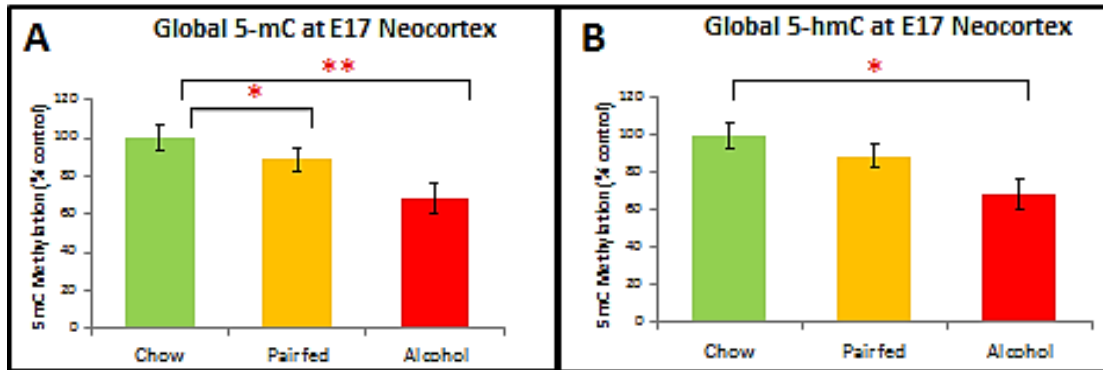 A
Global 5-mC at E17 Neocortex
**
*
5 mC Methylation (% control)
120
100
80
60
40
20
0
Chow
Pairfed
Alcohol
B
Global 5-hmC at E17 Neocortex
*
5 mC Methylation (% control)
120
100
80
60
40
20
0
Chow
Pairfed
Alcohol